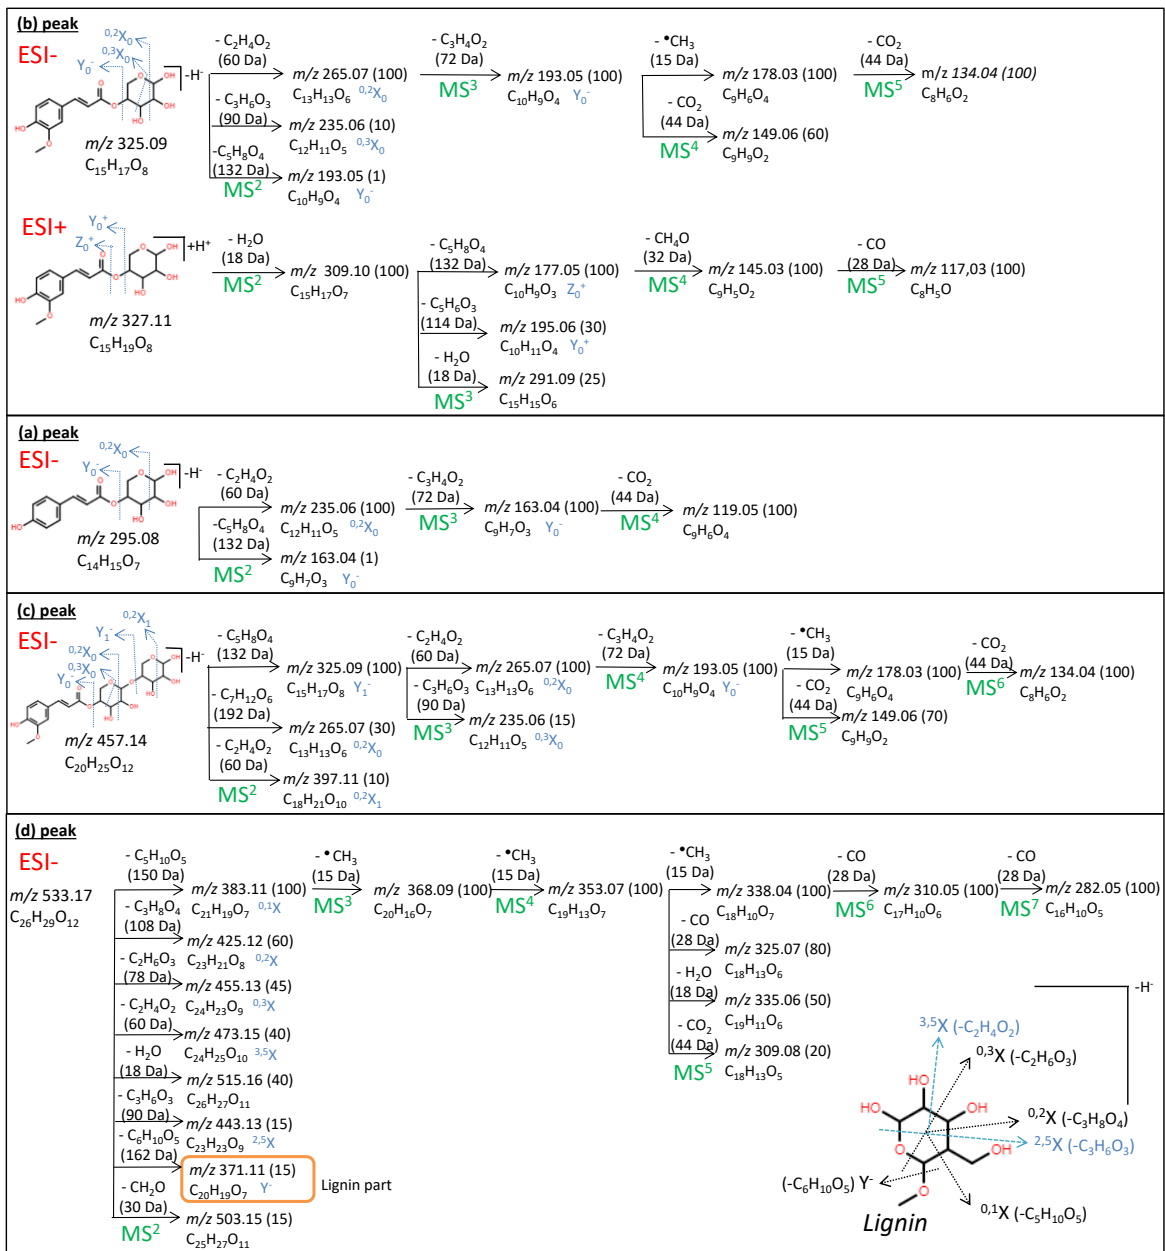 (b) peak
ESI-
0,2X0
0,3X0
Y0-
-H-
O
OH
OH
OH
O
O
HO
O
m/z 325.09
C15H17O8
- C2H4O2
(60 Da)
m/z 265.07 (100)
C13H13O6 0,2X0
- C3H6O3
(90 Da)
m/z 235.06 (10)
C12H11O5 0,3X0
-C5H8O4
(132 Da)
m/z 193.05 (1)
C10H9O4 Y0-
MS2
- C3H4O2
(72 Da)
MS3
m/z 193.05 (100)
C10H9O4 Y0-
- •CH3
(15 Da)
m/z 178.03 (100)
C9H6O4
- CO2
(44 Da)
MS4
m/z 149.06 (60)
C9H9O2
- CO2
(44 Da)
MS5
m/z 134.04 (100)
C8H6O2
ESI+
Y0+
Z0+
+H+
m/z 327.11
C15H19O8
- H2O
(18 Da)
MS2
m/z 309.10 (100)
C15H17O7
- C5H8O4
(132 Da)
m/z 177.05 (100)
C10H9O3 Z0+
- C5H6O3
(114 Da)
m/z 195.06 (30)
C10H11O4 Y0+
- H2O
(18 Da)
MS3
m/z 291.09 (25)
C15H15O6
- CH4O
(32 Da)
MS4
m/z 145.03 (100)
C9H5O2
- CO
(28 Da)
MS5
m/z 117,03 (100)
C8H5O
(a) peak
ESI-
0,2X0
Y0-
-H-
m/z 295.08
C14H15O7
- C2H4O2
(60 Da)
m/z 235.06 (100)
C12H11O5 0,2X0
-C5H8O4
(132 Da)
MS2
m/z 163.04 (1)
C9H7O3 Y0-
- C3H4O2
(72 Da)
MS3
m/z 163.04 (100)
C9H7O3 Y0-
- CO2
(44 Da)
MS4
m/z 119.05 (100)
C9H6O4
(c) peak
ESI-
0,2X1
Y1-
0,2X0
0,3X0
Y0-
-H-
m/z 457.14
C20H25O12
- C5H8O4
(132 Da)
m/z 325.09 (100)
C15H17O8 Y1-
- C7H12O6
(192 Da)
m/z 265.07 (30)
C13H13O6 0,2X0
- C2H4O2
(60 Da)
MS2
m/z 397.11 (10)
C18H21O10 0,2X1
- C2H4O2
(60 Da)
m/z 265.07 (100)
C13H13O6 0,2X0
- C3H6O3
(90 Da)
MS3
m/z 235.06 (15)
C12H11O5 0,3X0
- C3H4O2
(72 Da)
MS4
m/z 193.05 (100)
C10H9O4 Y0-
- •CH3
(15 Da)
m/z 178.03 (100)
C9H6O4
- CO2
(44 Da)
MS5
m/z 149.06 (70)
C9H9O2
- CO2
(44 Da)
MS6
m/z 134.04 (100)
C8H6O2
(d) peak
ESI-
m/z 533.17
C26H29O12
- C5H10O5
(150 Da)
m/z 383.11 (100)
C21H19O7 0,1X
- C3H8O4
(108 Da)
m/z 425.12 (60)
C23H21O8 0,2X
- C2H6O3
(78 Da)
m/z 455.13 (45)
C24H23O9 0,3X
- C2H4O2
(60 Da)
m/z 473.15 (40)
C24H25O10 3,5X
- H2O
(18 Da)
m/z 515.16 (40)
C26H27O11
- C3H6O3
(90 Da)
m/z 443.13 (15)
C23H23O9 2,5X
- C6H10O5
(162 Da)
m/z 371.11 (15)
C20H19O7 Y-
Lignin part
- CH2O
(30 Da)
MS2
m/z 503.15 (15)
C25H27O11
- •CH3
(15 Da)
MS3
m/z 368.09 (100)
C20H16O7
- •CH3
(15 Da)
MS4
m/z 353.07 (100)
C19H13O7
- •CH3
(15 Da)
m/z 338.04 (100)
C18H10O7
- CO
(28 Da)
m/z 325.07 (80)
C18H13O6
- H2O
(18 Da)
m/z 335.06 (50)
C19H11O6
- CO2
(44 Da)
MS5
m/z 309.08 (20)
C18H13O5
- CO
(28 Da)
MS6
m/z 310.05 (100)
C17H10O6
- CO
(28 Da)
MS7
m/z 282.05 (100)
C16H10O5
-H-
3,5X (-C2H4O2)
0,3X (-C2H6O3)
HO
HO
OH
0,2X (-C3H8O4)
2,5X (-C3H6O3)
O
OH
(-C6H10O5) Y-
O
0,1X (-C5H10O5)
Lignin